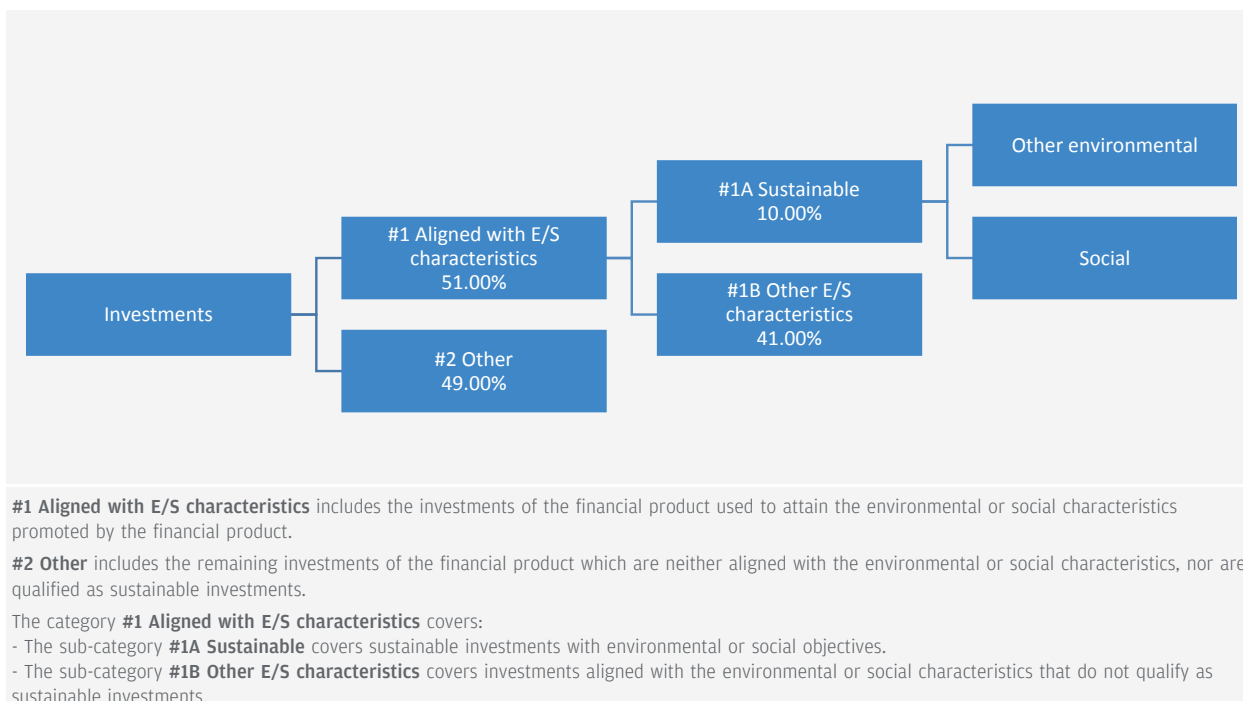 Other environmental
#1A Sustainable
10.00%
#1 Aligned with E/S
characteristics
51.00%
Social
#1B Other E/S
characteristics
41.00%
Investments
#2 Other
49.00%
#1 Aligned with E/S characteristics includes the investments of the financial product used to attain the environmental or social characteristics
promoted by the financial product.
#2 Other includes the remaining investments of the financial product which are neither aligned with the environmental or social characteristics, nor are
qualified as sustainable investments.
The category #1 Aligned with E/S characteristics covers:
- The sub-category #1A Sustainable covers sustainable investments with environmental or social objectives.
- The sub-category #1B Other E/S characteristics covers investments aligned with the environmental or social characteristics that do not qualify as
sustainable investments